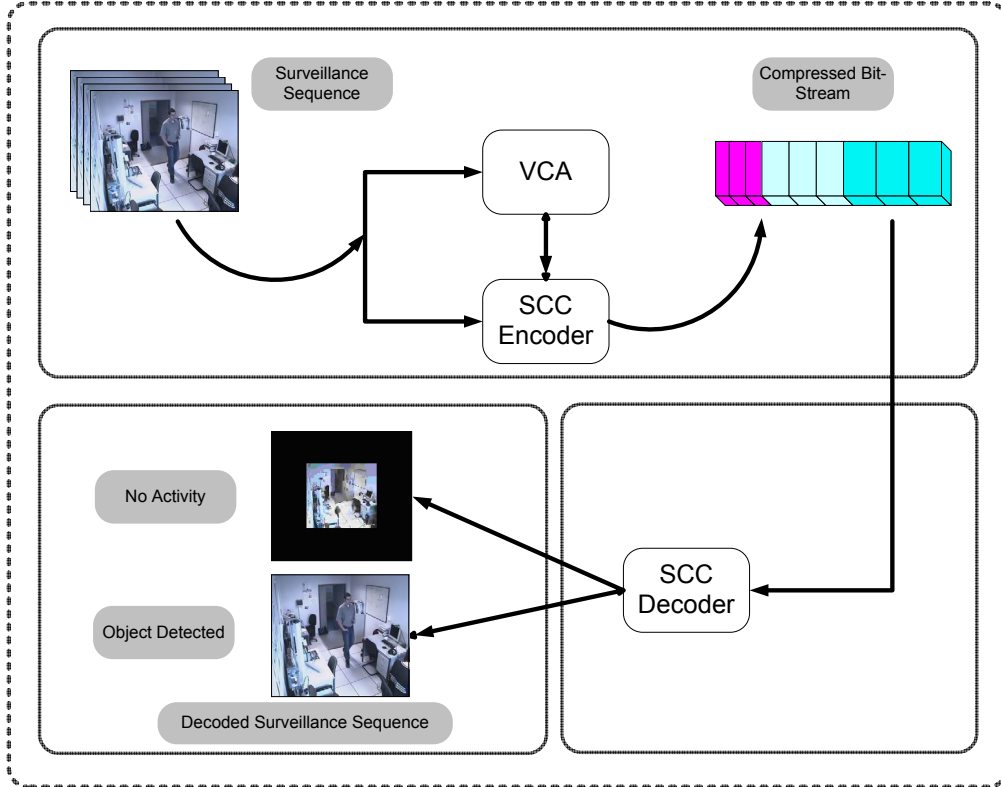 Surveillance
Sequence
Compressed Bit-
Stream
VCA
SCC
Encoder
No Activity
Object Detected
SCC
Decoder
Decoded Surveillance Sequence